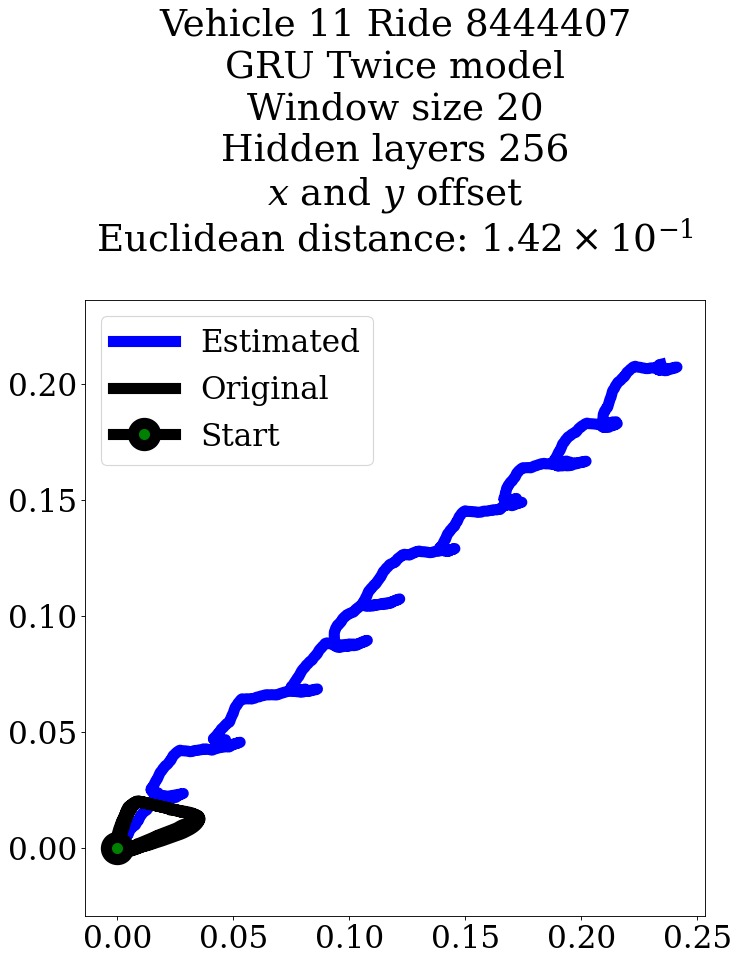 Vehicle 11 Ride 8444407
GRU Twice model
Window size 20
Hidden layers 256
x and y offset
Euclidean distance: 1.42 × 10⁻¹
Estimated
Original
Start
0.20
0.15
0.10
0.05
0.00
0.00 0.05 0.10 0.15 0.20 0.25